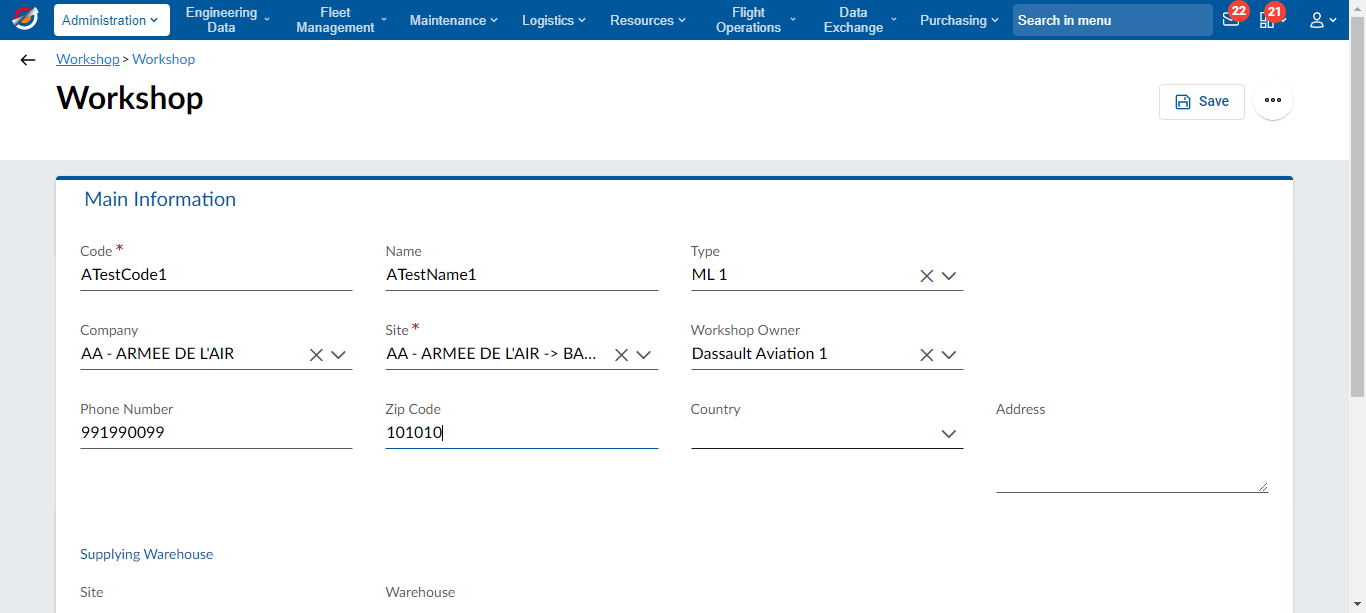 Administration
Engineering Data
Fleet Management
Maintenance
Logistics
Resources
Flight Operations
Data Exchange
Purchasing
Search in menu
22
21
Workshop > Workshop
Workshop
Save
Main Information
Code *
Name
Type
ATestCode1
ATestName1
ML 1
Company
Site *
Workshop Owner
AA - ARMEE DE L'AIR
AA - ARMEE DE L'AIR -> BA...
Dassault Aviation 1
Phone Number
Zip Code
Country
Address
991990099
101010
Supplying Warehouse
Site
Warehouse